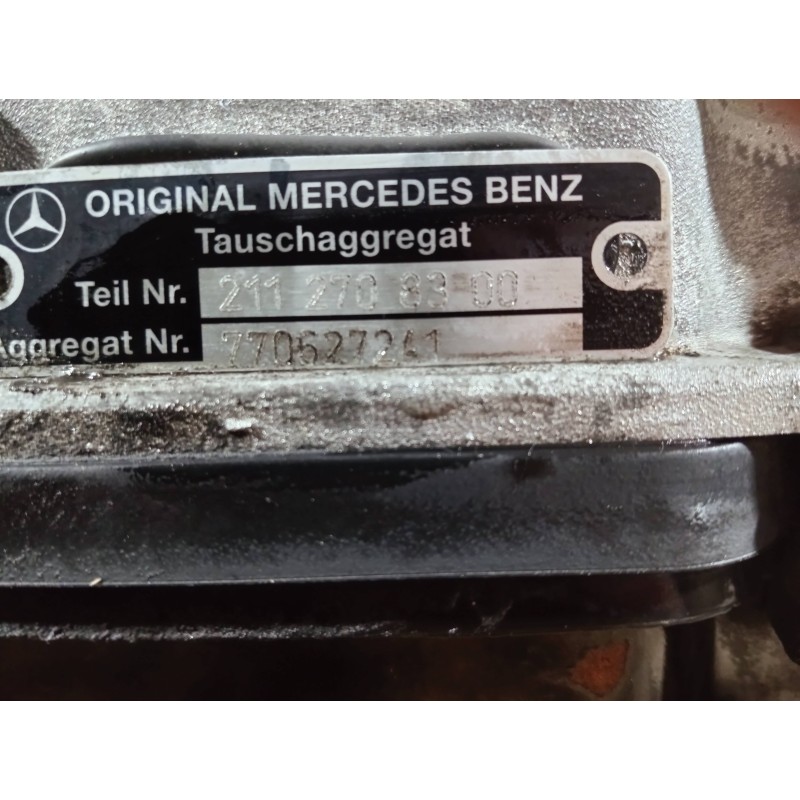 ORIGINAL MERCEDES BENZ
Tauschaggregat
Teil Nr. 211 270 83 00
Aggregat Nr. 770627241